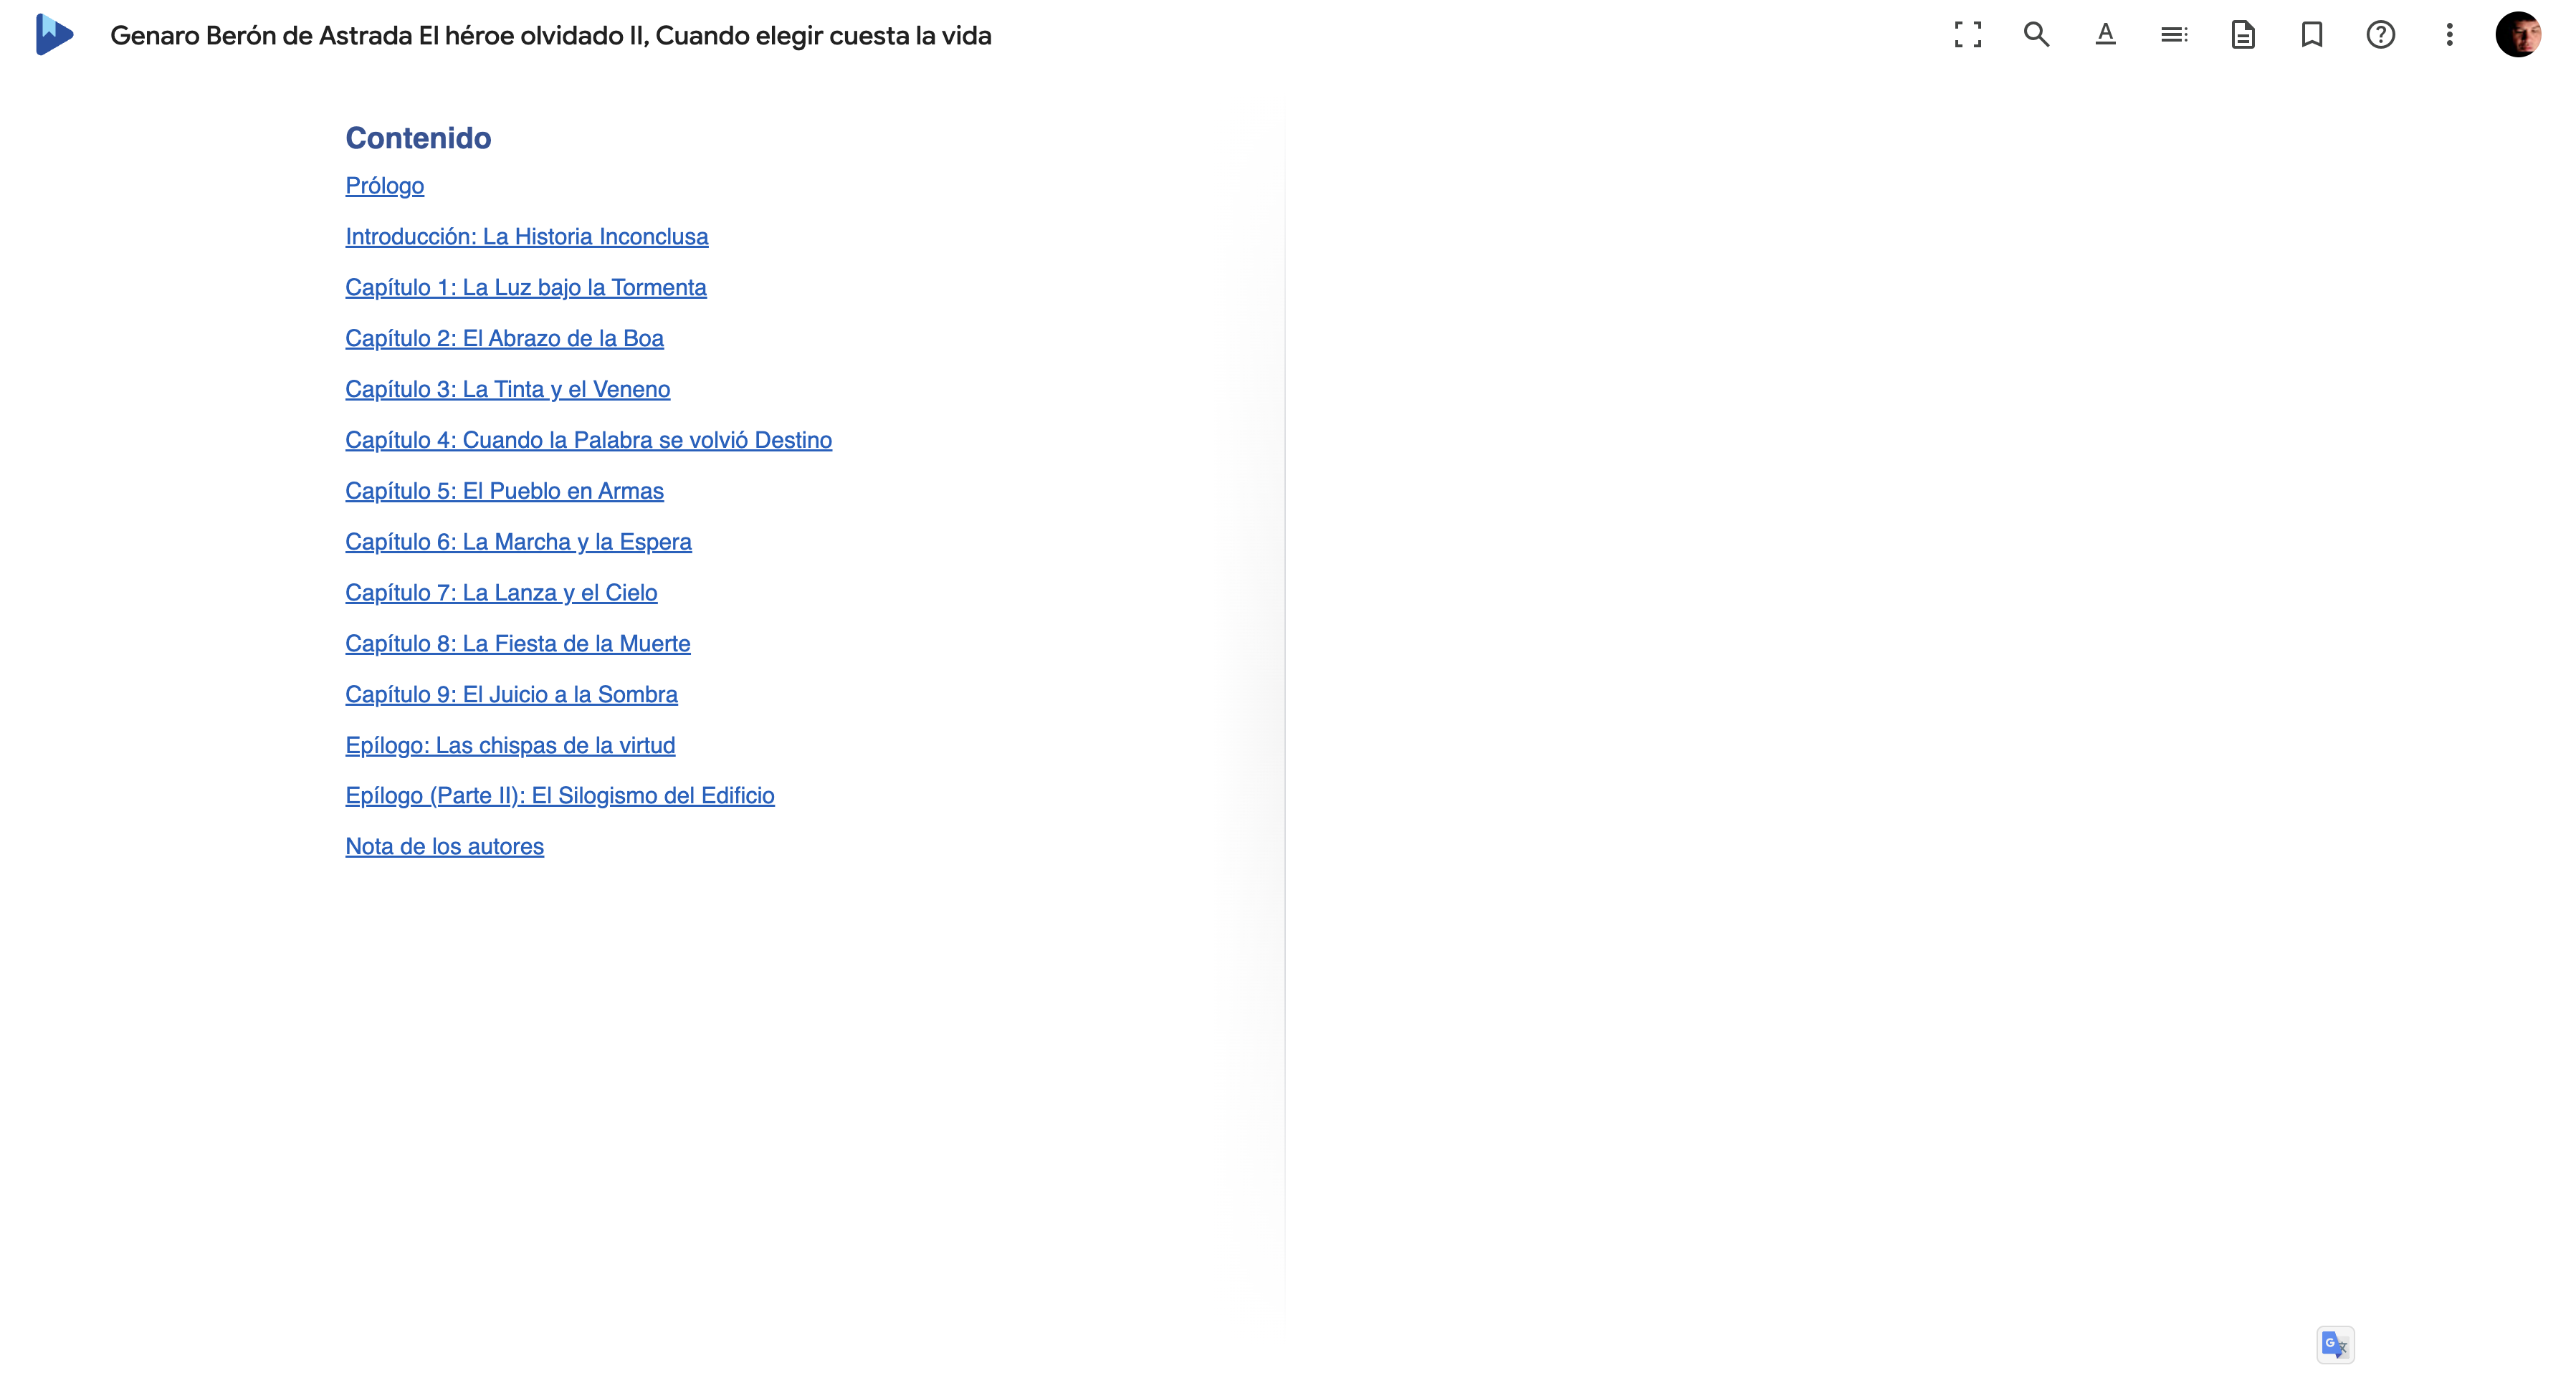 Genaro Berón de Astrada El héroe olvidado II, Cuando elegir cuesta la vida
Contenido
Prólogo
Introducción: La Historia Inconclusa
Capítulo 1: La Luz bajo la Tormenta
Capítulo 2: El Abrazo de la Boa
Capítulo 3: La Tinta y el Veneno
Capítulo 4: Cuando la Palabra se volvió Destino
Capítulo 5: El Pueblo en Armas
Capítulo 6: La Marcha y la Espera
Capítulo 7: La Lanza y el Cielo
Capítulo 8: La Fiesta de la Muerte
Capítulo 9: El Juicio a la Sombra
Epílogo: Las chispas de la virtud
Epílogo (Parte II): El Silogismo del Edificio
Nota de los autores